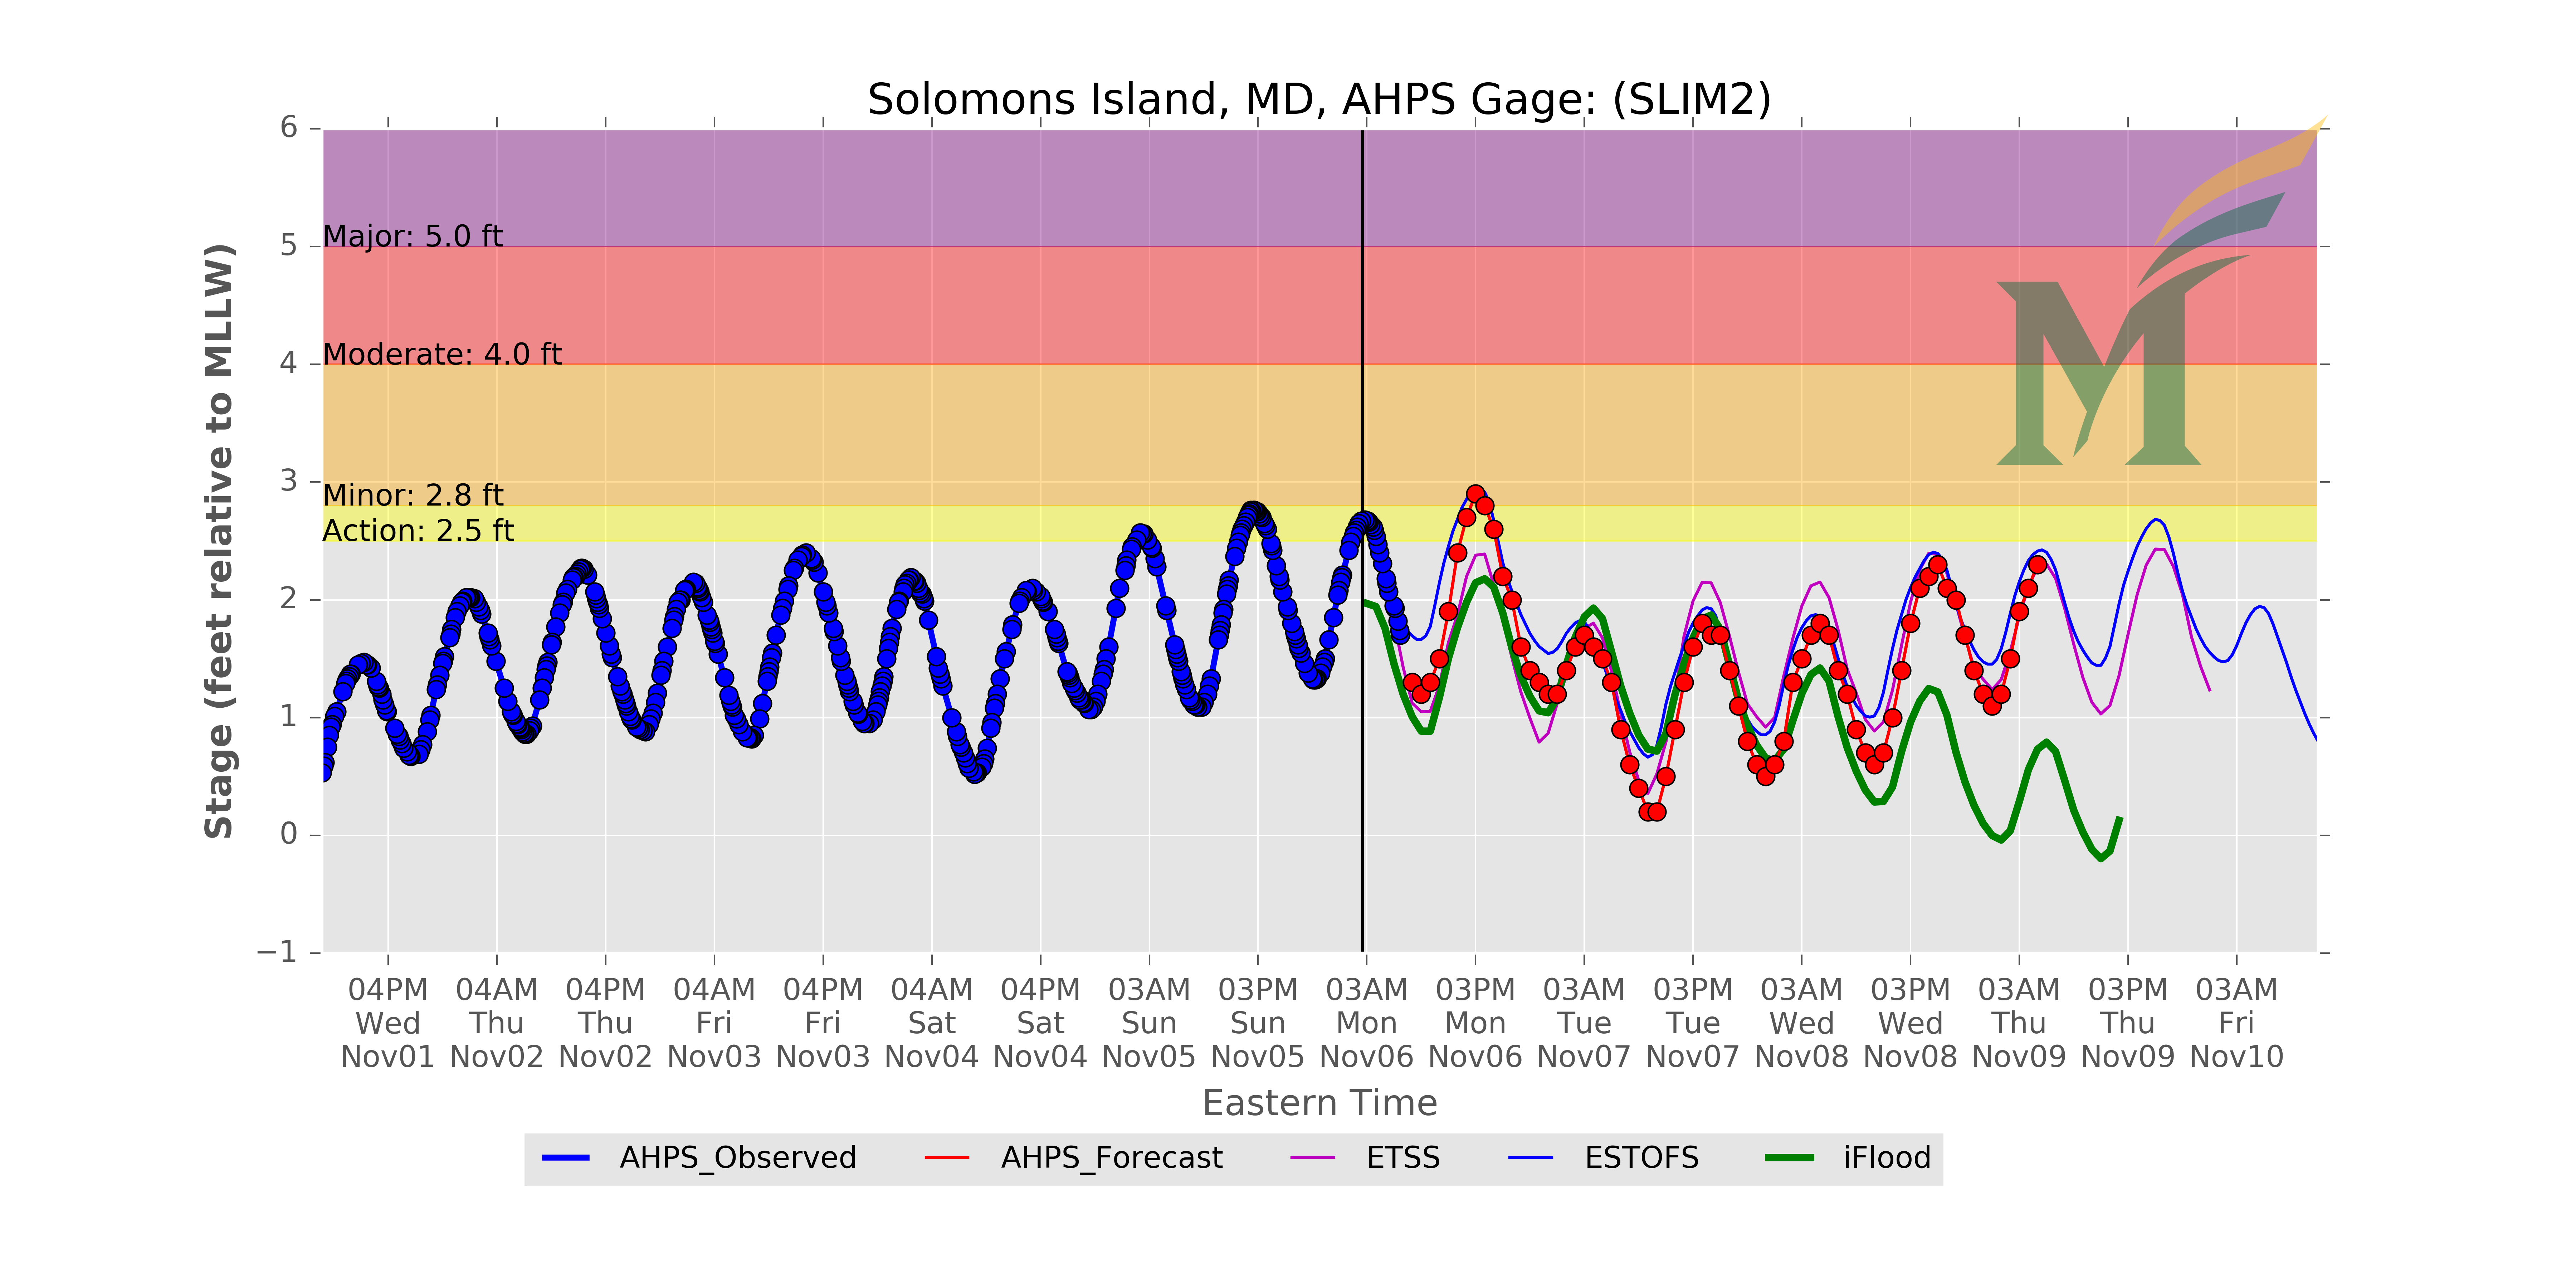 Solomons Island, MD, AHPS Gage: (SLIM2)
Stage (feet relative to MLLW)
6
5
4
3
2
1
0
−1
Major: 5.0 ft
Moderate: 4.0 ft
Minor: 2.8 ft
Action: 2.5 ft
M
04PM 04AM 04PM 04AM 04PM 04AM 04PM 03AM 03PM 03AM 03PM 03AM 03PM 03AM 03PM 03AM 03PM 03AM
Wed Thu Thu Fri Fri Sat Sat Sun Sun Mon Mon Tue Tue Wed Wed Thu Thu Fri
Nov01 Nov02 Nov02 Nov03 Nov03 Nov04 Nov04 Nov05 Nov05 Nov06 Nov06 Nov07 Nov07 Nov08 Nov08 Nov09 Nov09 Nov10
Eastern Time
AHPS_Observed AHPS_Forecast ETSS ESTOFS iFlood